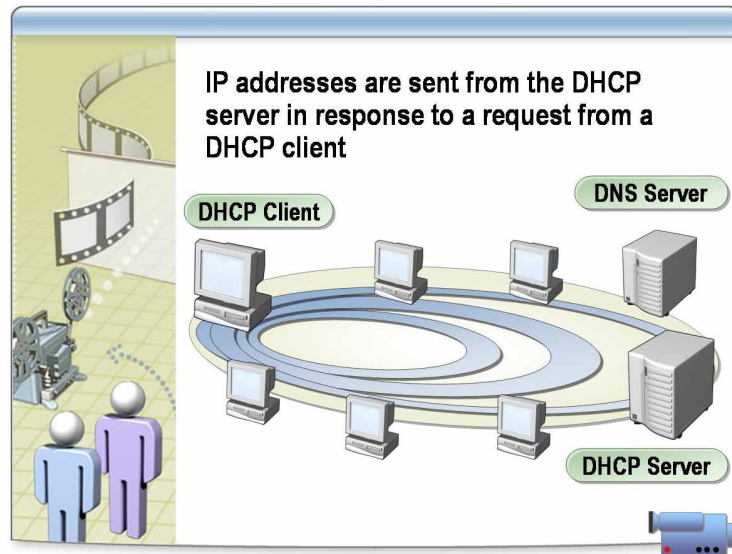 IP addresses are sent from the DHCP
server in response to a request from a
DHCP client
DNS Server
DHCP Client
DHCP Server